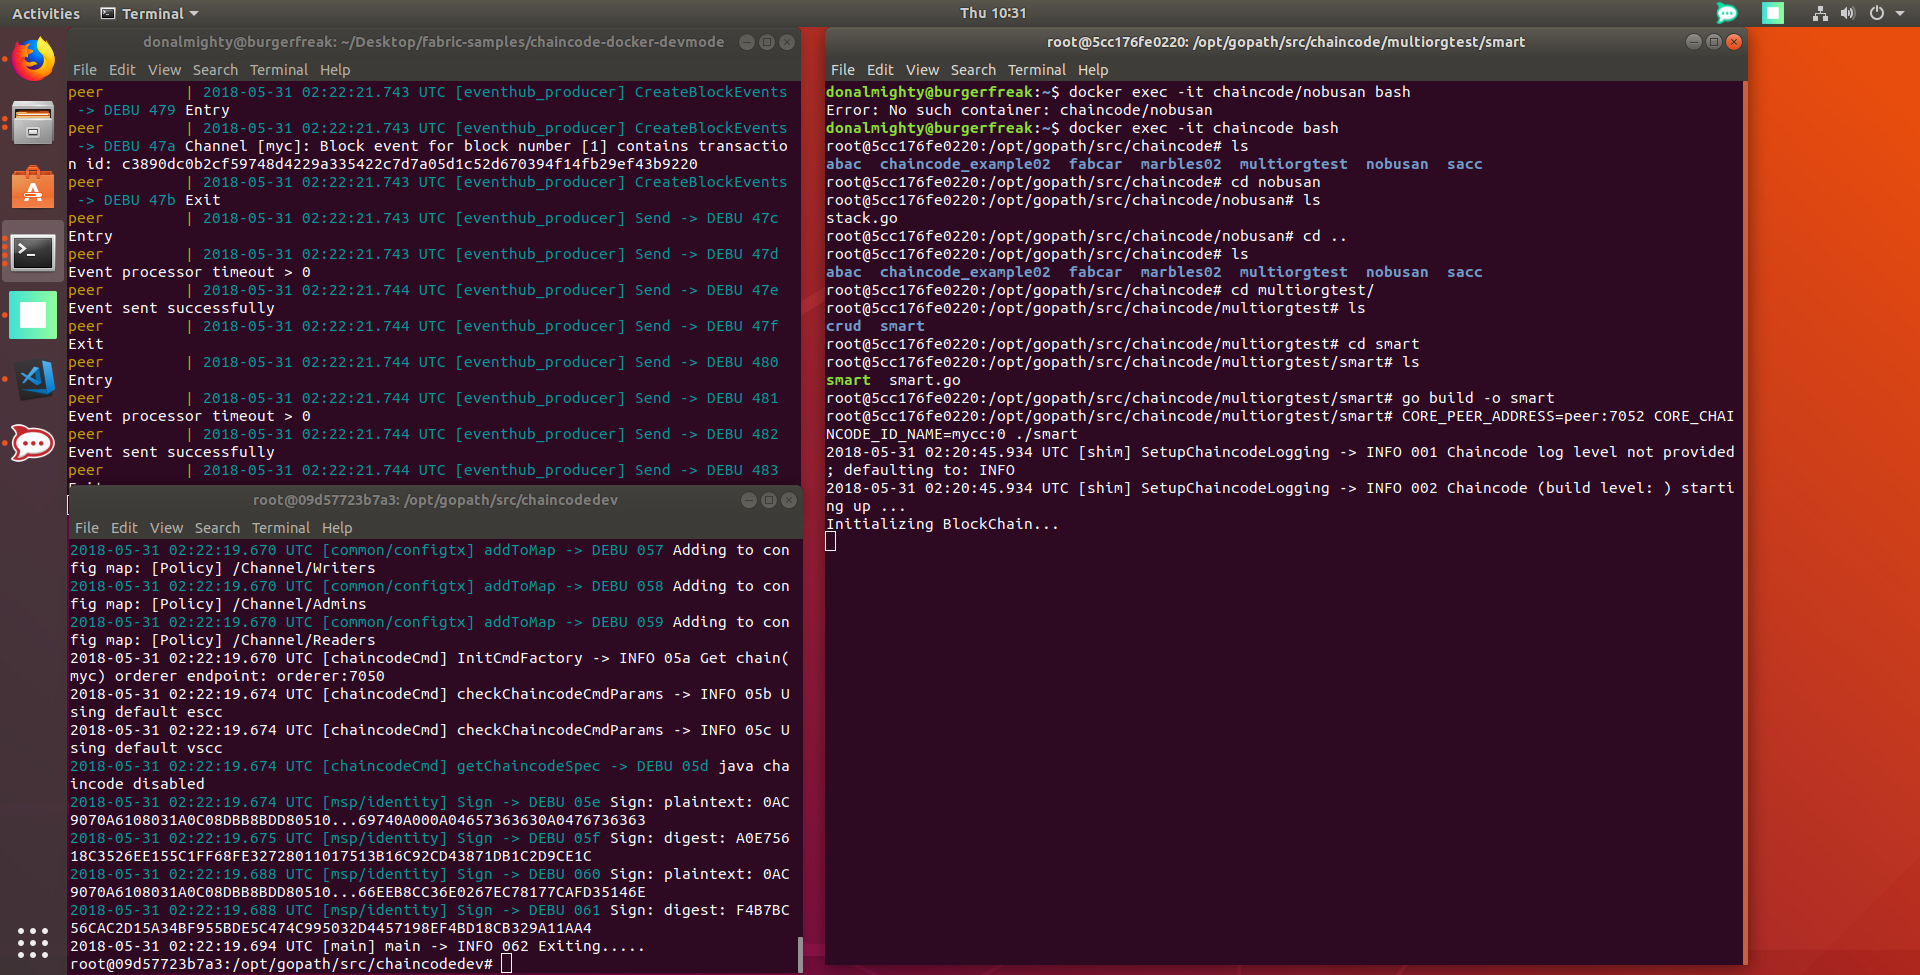 Activities
Terminal
Thu 10:31
donalmighty@burgerfreak: ~/Desktop/fabric-samples/chaincode-docker-devmode
File Edit View Search Terminal Help
peer         | 2018-05-31 02:22:21.743 UTC [eventhub_producer] CreateBlockEvents
 -> DEBU 479 Entry
peer         | 2018-05-31 02:22:21.743 UTC [eventhub_producer] CreateBlockEvents
 -> DEBU 47a Channel [myc]: Block event for block number [1] contains transactio
n id: c3890dc0b2cf59748d4229a335422c7d7a05d1c52d670394f14fb29ef43b9220
peer         | 2018-05-31 02:22:21.743 UTC [eventhub_producer] CreateBlockEvents
 -> DEBU 47b Exit
peer         | 2018-05-31 02:22:21.743 UTC [eventhub_producer] Send -> DEBU 47c
Entry
peer         | 2018-05-31 02:22:21.743 UTC [eventhub_producer] Send -> DEBU 47d
Event processor timeout > 0
peer         | 2018-05-31 02:22:21.744 UTC [eventhub_producer] Send -> DEBU 47e
Event sent successfully
peer         | 2018-05-31 02:22:21.744 UTC [eventhub_producer] Send -> DEBU 47f
Exit
peer         | 2018-05-31 02:22:21.744 UTC [eventhub_producer] Send -> DEBU 480
Entry
peer         | 2018-05-31 02:22:21.744 UTC [eventhub_producer] Send -> DEBU 481
Event processor timeout > 0
peer         | 2018-05-31 02:22:21.744 UTC [eventhub_producer] Send -> DEBU 482
Event sent successfully
peer         | 2018-05-31 02:22:21.744 UTC [eventhub_producer] Send -> DEBU 483
root@09d57723b7a3: /opt/gopath/src/chaincodedev
File Edit View Search Terminal Help
2018-05-31 02:22:19.670 UTC [common/configtx] addToMap -> DEBU 057 Adding to con
fig map: [Policy] /Channel/Writers
2018-05-31 02:22:19.670 UTC [common/configtx] addToMap -> DEBU 058 Adding to con
fig map: [Policy] /Channel/Admins
2018-05-31 02:22:19.670 UTC [common/configtx] addToMap -> DEBU 059 Adding to con
fig map: [Policy] /Channel/Readers
2018-05-31 02:22:19.670 UTC [chaincodeCmd] InitCmdFactory -> INFO 05a Get chain(
myc) orderer endpoint: orderer:7050
2018-05-31 02:22:19.674 UTC [chaincodeCmd] checkChaincodeCmdParams -> INFO 05b U
sing default escc
2018-05-31 02:22:19.674 UTC [chaincodeCmd] checkChaincodeCmdParams -> INFO 05c U
sing default vscc
2018-05-31 02:22:19.674 UTC [chaincodeCmd] getChaincodeSpec -> DEBU 05d java cha
incode disabled
2018-05-31 02:22:19.674 UTC [msp/identity] Sign -> DEBU 05e Sign: plaintext: 0AC
9070A6108031A0C08DBB8BDD80510...69740A000A04657363630A0476736363
2018-05-31 02:22:19.675 UTC [msp/identity] Sign -> DEBU 05f Sign: digest: A0E756
18C3526EE155C1FF68FE32728011017513B16C92CD43871DB1C2D9CE1C
2018-05-31 02:22:19.688 UTC [msp/identity] Sign -> DEBU 060 Sign: plaintext: 0AC
9070A6108031A0C08DBB8BDD80510...66EEB8CC36E0267EC78177CAFD35146E
2018-05-31 02:22:19.688 UTC [msp/identity] Sign -> DEBU 061 Sign: digest: F4B7BC
56CAC2D15A34BF955BDE5C474C995032D4457198EF4BD18CB329A11AA4
2018-05-31 02:22:19.694 UTC [main] main -> INFO 062 Exiting.....
root@09d57723b7a3:/opt/gopath/src/chaincodedev#
root@5cc176fe0220: /opt/gopath/src/chaincode/multiorgtest/smart
File Edit View Search Terminal Help
donalmighty@burgerfreak:~$ docker exec -it chaincode/nobusan bash
Error: No such container: chaincode/nobusan
donalmighty@burgerfreak:~$ docker exec -it chaincode bash
root@5cc176fe0220:/opt/gopath/src/chaincode# ls
abac  chaincode_example02  fabcar  marbles02  multiorgtest  nobusan  sacc
root@5cc176fe0220:/opt/gopath/src/chaincode# cd nobusan
root@5cc176fe0220:/opt/gopath/src/chaincode/nobusan# ls
stack.go
root@5cc176fe0220:/opt/gopath/src/chaincode/nobusan# cd ..
root@5cc176fe0220:/opt/gopath/src/chaincode# ls
abac  chaincode_example02  fabcar  marbles02  multiorgtest  nobusan  sacc
root@5cc176fe0220:/opt/gopath/src/chaincode# cd multiorgtest/
root@5cc176fe0220:/opt/gopath/src/chaincode/multiorgtest# ls
crud  smart
root@5cc176fe0220:/opt/gopath/src/chaincode/multiorgtest# cd smart
root@5cc176fe0220:/opt/gopath/src/chaincode/multiorgtest/smart# ls
smart  smart.go
root@5cc176fe0220:/opt/gopath/src/chaincode/multiorgtest/smart# go build -o smart
root@5cc176fe0220:/opt/gopath/src/chaincode/multiorgtest/smart# CORE_PEER_ADDRESS=peer:7052 CORE_CHAI
NCODE_ID_NAME=mycc:0 ./smart
2018-05-31 02:20:45.934 UTC [shim] SetupChaincodeLogging -> INFO 001 Chaincode log level not provided
; defaulting to: INFO
2018-05-31 02:20:45.934 UTC [shim] SetupChaincodeLogging -> INFO 002 Chaincode (build level: ) starti
ng up ...
Initializing BlockChain...